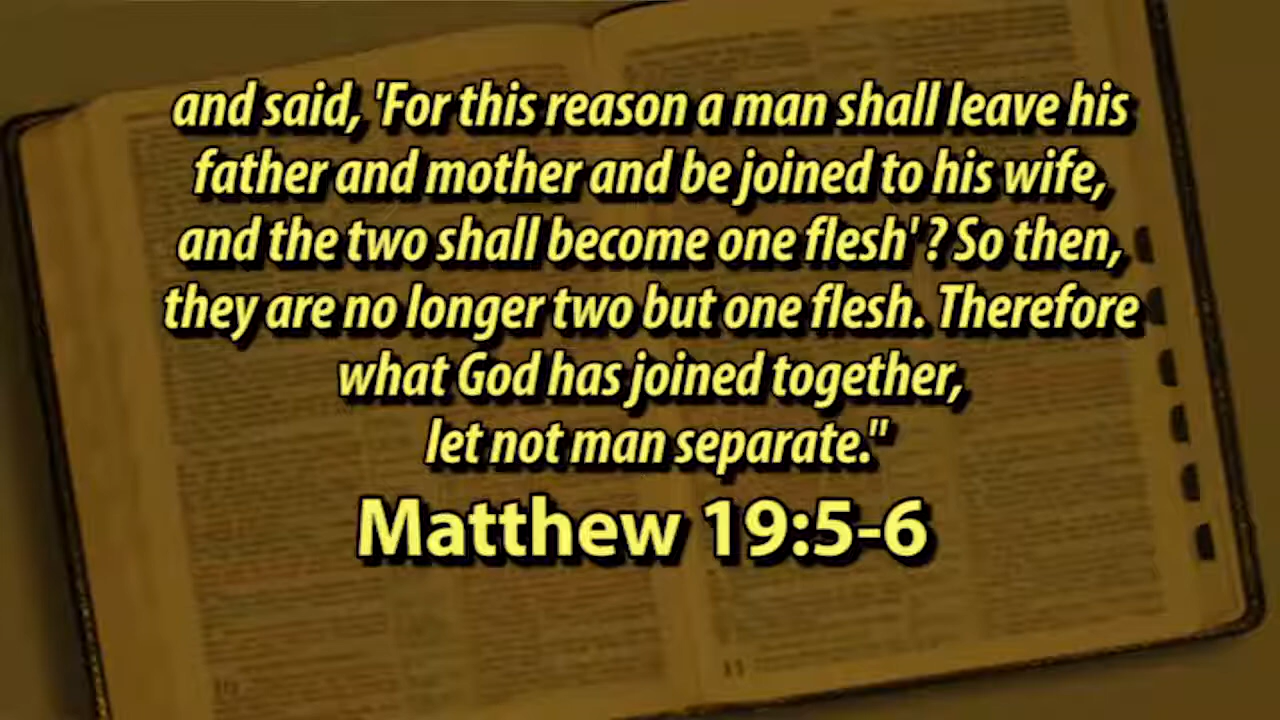 and said, 'For this reason a man shall leave his
father and mother and be joined to his wife,
and the two shall become one flesh' ? So then,
they are no longer two but one flesh. Therefore
what God has joined together,
let not man separate."
Matthew 19:5-6